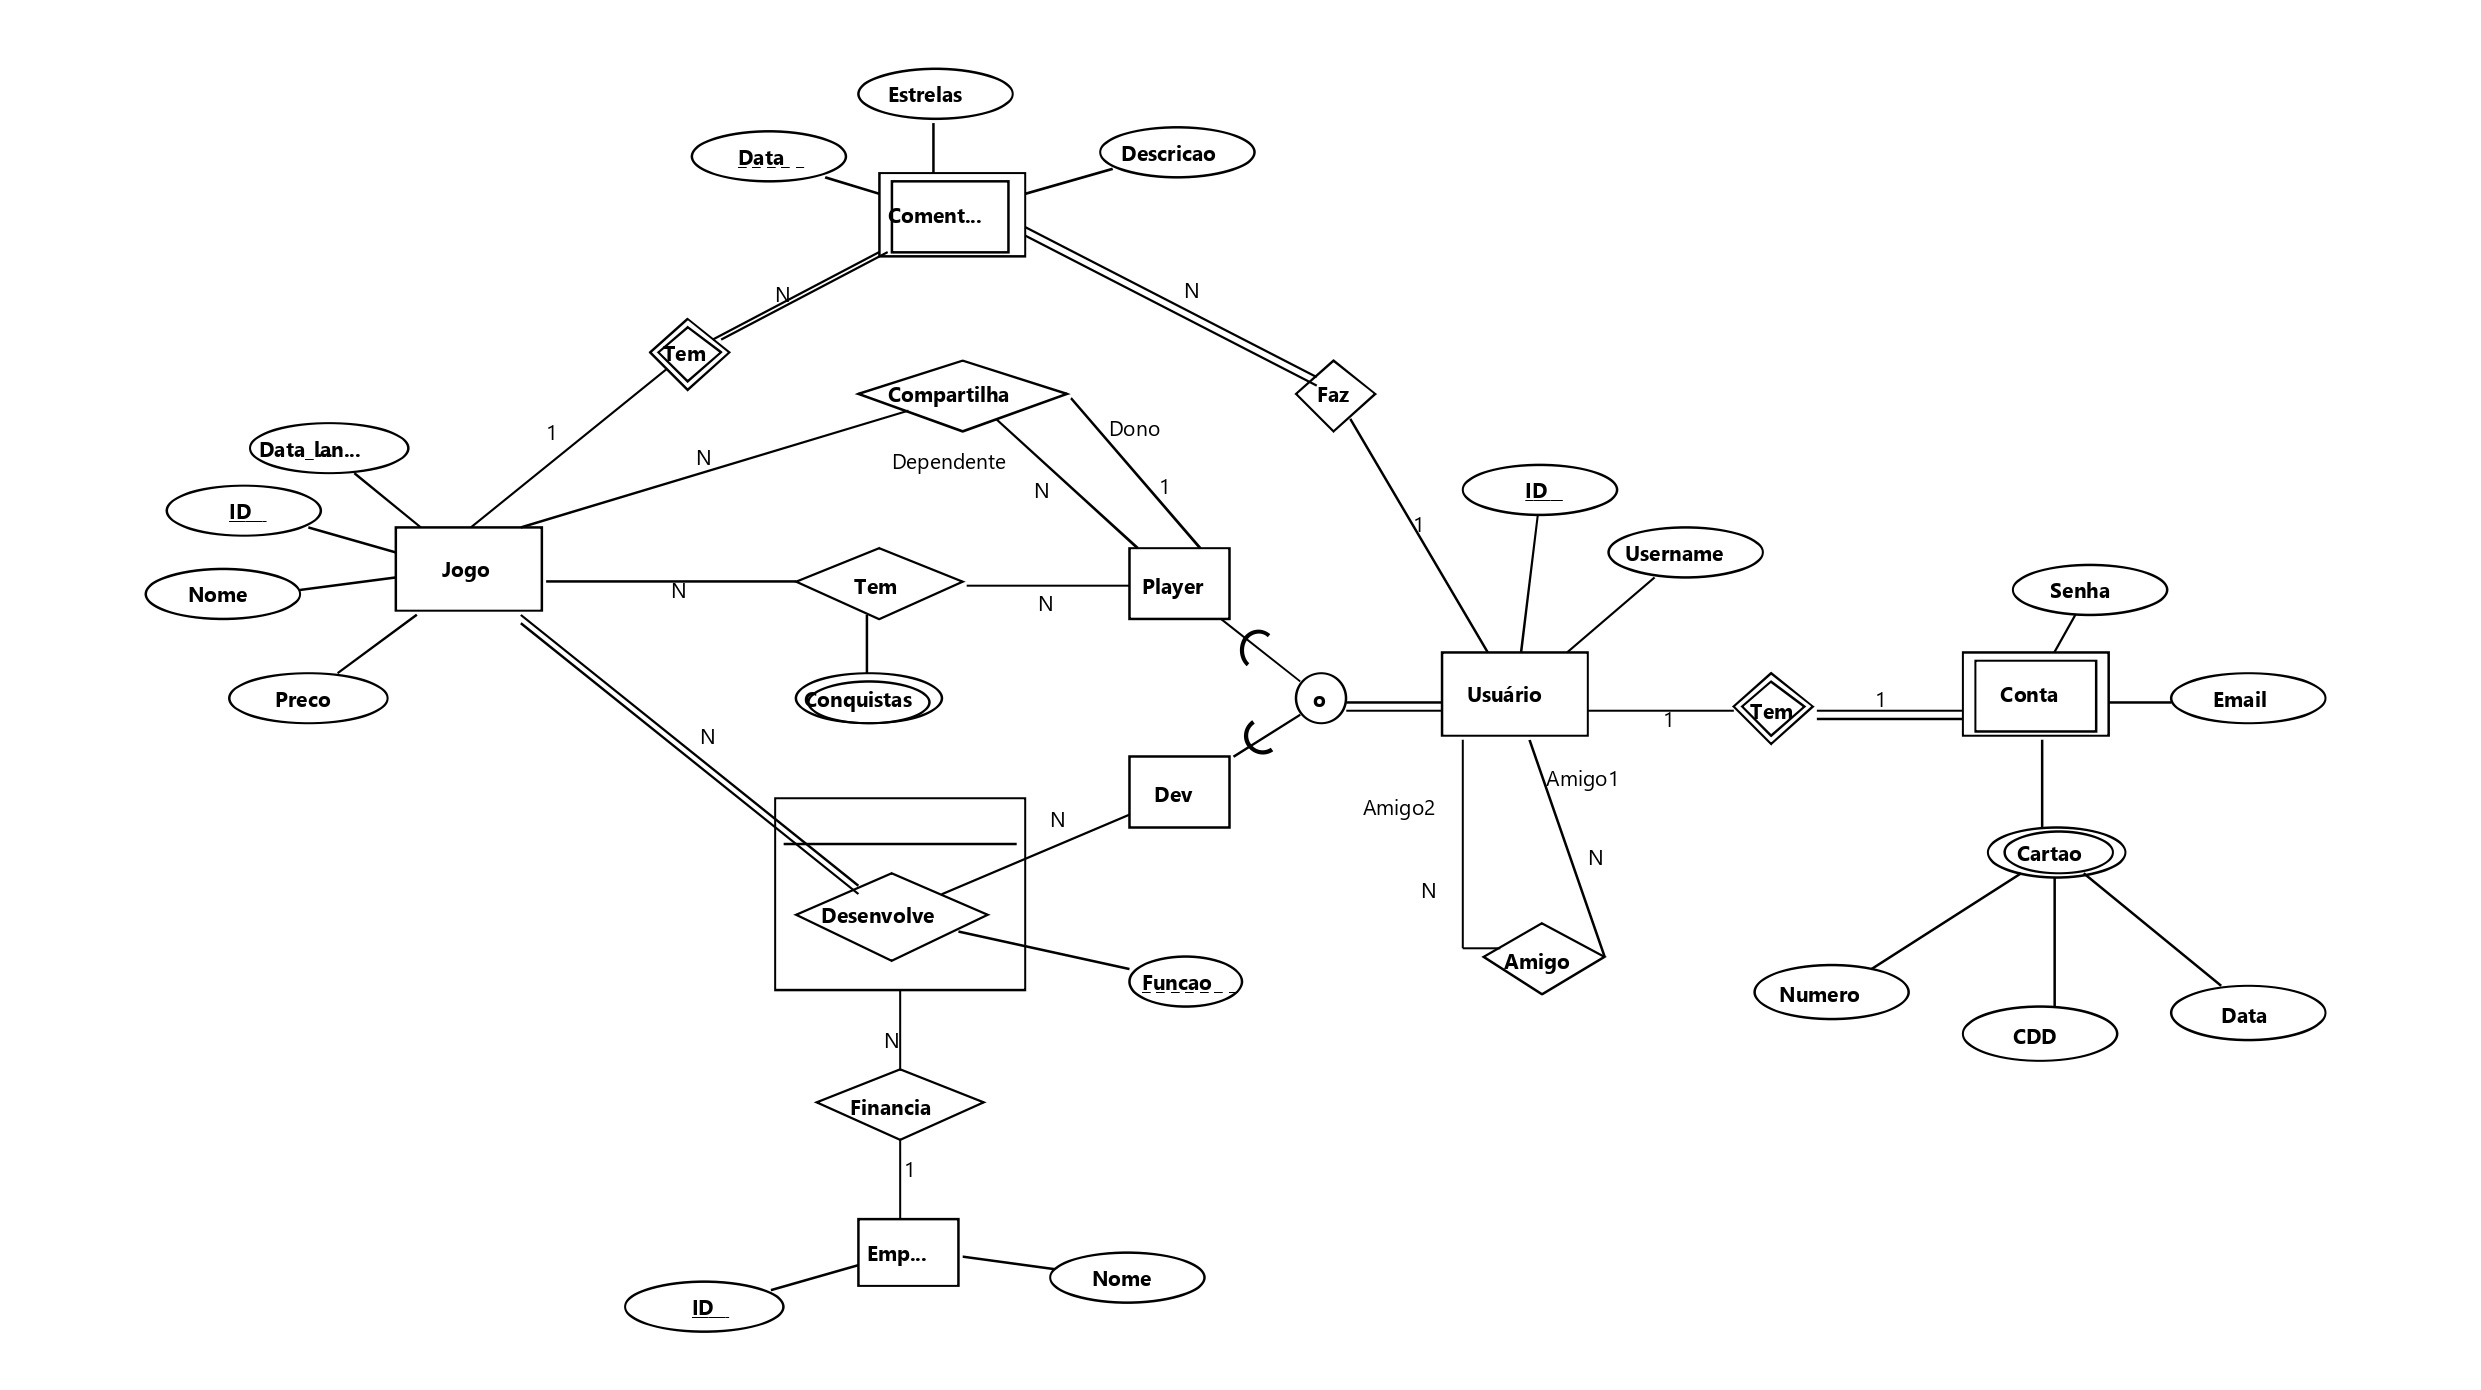 Estrelas
Data
Descricao
Coment...
N
N
Tem
Compartilha
Faz
1
Dono
Data_lan...
N
Dependente
N
1
ID
ID
1
Username
Jogo
Nome
N
Tem
N
Player
Senha
Preco
Conquistas
o
Usuário
1
Tem
1
Conta
Email
N
Amigo1
Dev
Amigo2
N
N
N
Cartao
Desenvolve
Amigo
Funcao
Numero
CDD
Data
N
Financia
1
Emp...
Nome
ID